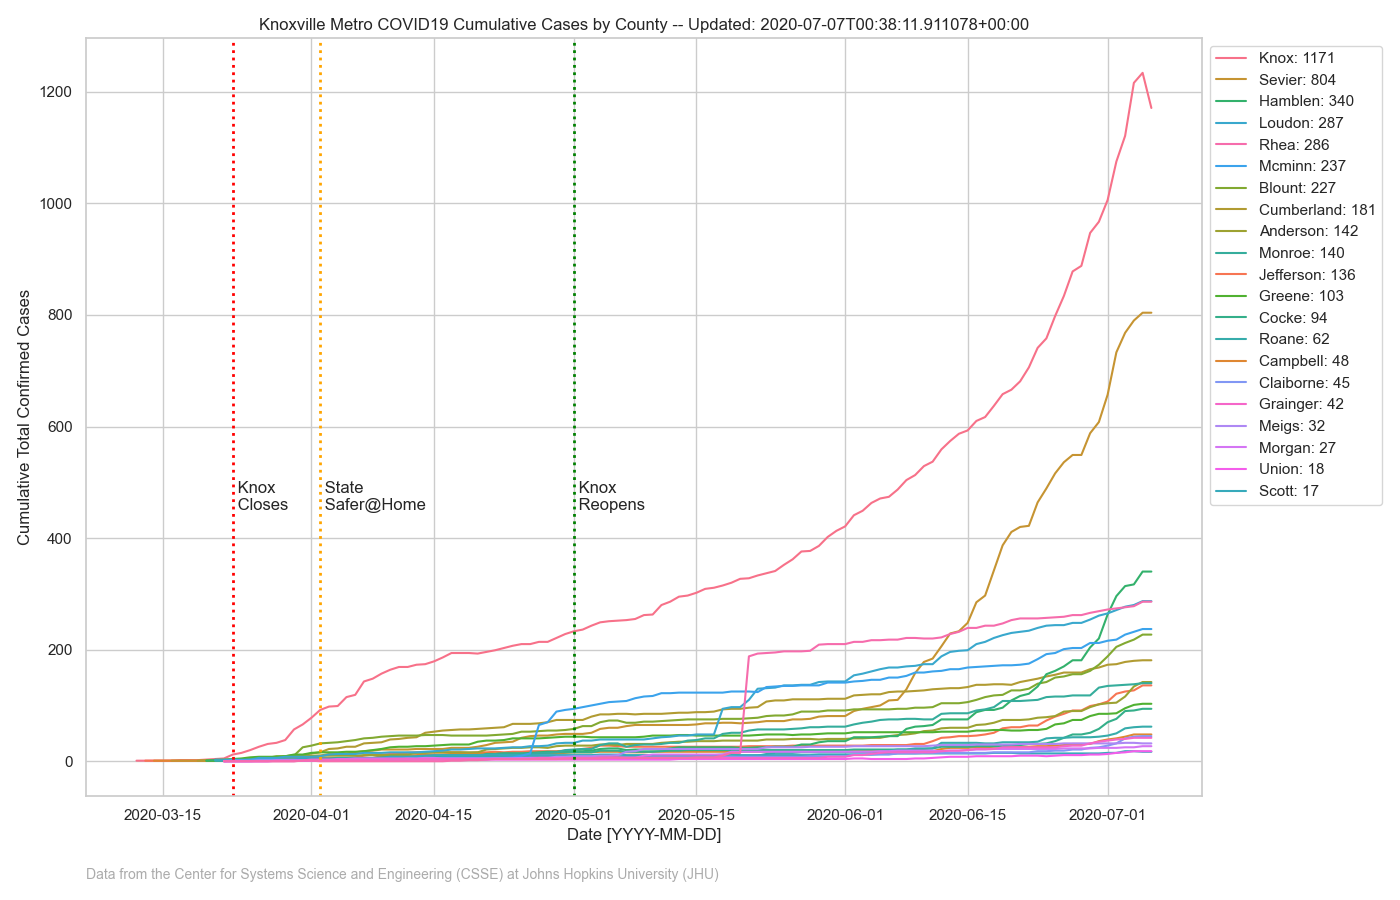 Knoxville Metro COVID19 Cumulative Cases by County -- Updated: 2020-07-07T00:38:11.911078+00:00
Cumulative Total Confirmed Cases
1200
1000
800
600
400
200
0
Knox
Closes
State
Safer@Home
Knox
Reopens
Knox: 1171
Sevier: 804
Hamblen: 340
Loudon: 287
Rhea: 286
Mcminn: 237
Blount: 227
Cumberland: 181
Anderson: 142
Monroe: 140
Jefferson: 136
Greene: 103
Cocke: 94
Roane: 62
Campbell: 48
Claiborne: 45
Grainger: 42
Meigs: 32
Morgan: 27
Union: 18
Scott: 17
2020-03-15 2020-04-01 2020-04-15 2020-05-01 2020-05-15 2020-06-01 2020-06-15 2020-07-01
Date [YYYY-MM-DD]
Data from the Center for Systems Science and Engineering (CSSE) at Johns Hopkins University (JHU)